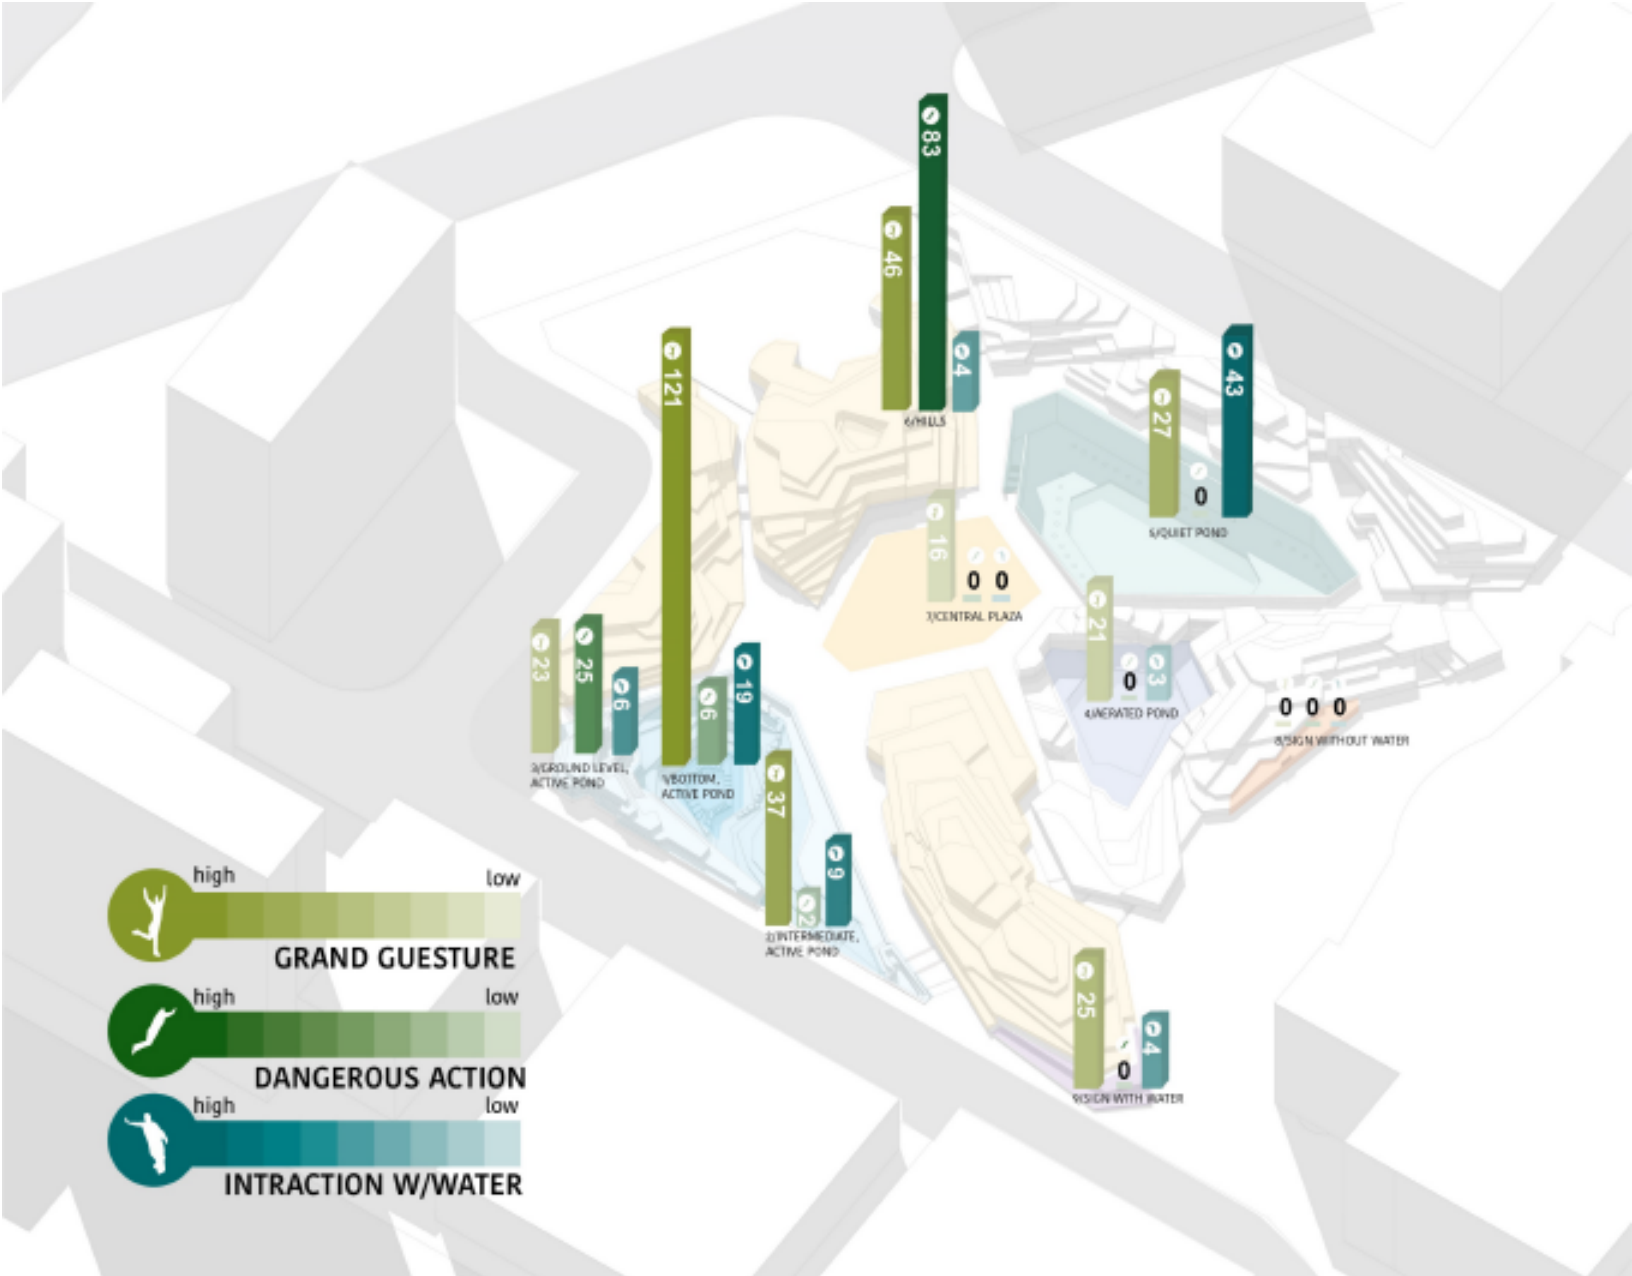 83
46
4
6/HILLS
121
27
0
43
5/QUIET POND
16
0 0
7/CENTRAL PLAZA
21
0
3
4/AERATED POND
0 0 0
8/SIGN WITHOUT WATER
23
25
6
3/GROUND LEVEL,
ACTIVE POND
6
19
1/BOTTOM,
ACTIVE POND
37
2
9
2/INTERMEDIATE,
ACTIVE POND
25
0
4
9/SIGN WITH WATER
high low
GRAND GUESTURE
high low
DANGEROUS ACTION
high low
INTRACTION W/WATER